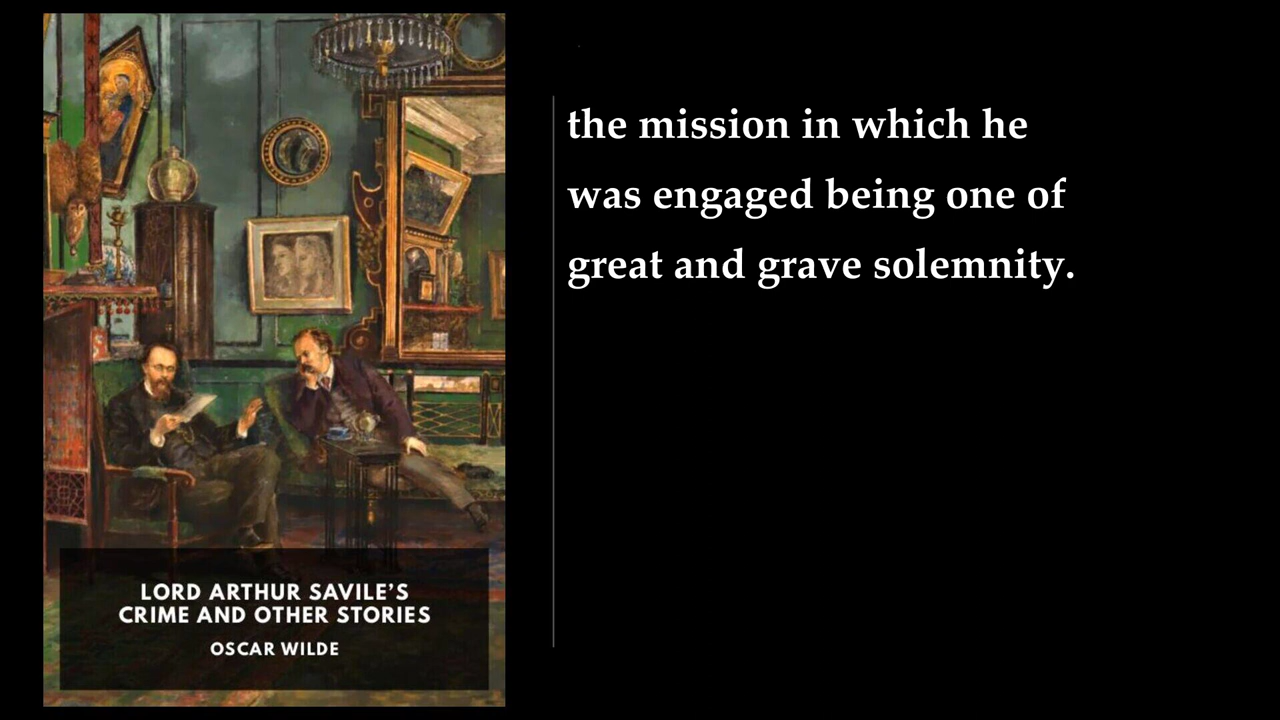 the mission in which he
was engaged being one of
great and grave solemnity.
LORD ARTHUR SAVILE’S
CRIME AND OTHER STORIES
OSCAR WILDE